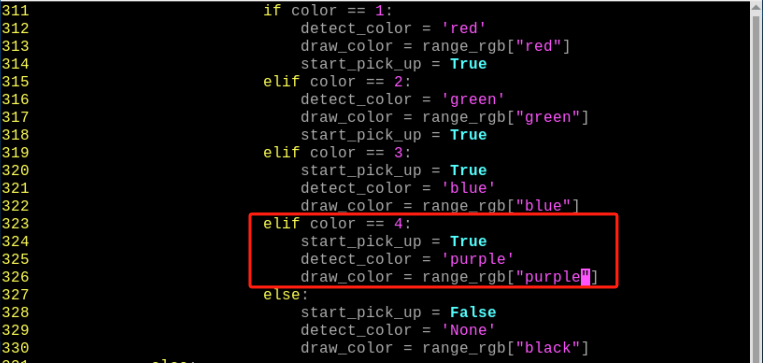 311 if color == 1:
312 detect_color = 'red'
313 draw_color = range_rgb["red"]
314 start_pick_up = True
315 elif color == 2:
316 detect_color = 'green'
317 draw_color = range_rgb["green"]
318 start_pick_up = True
319 elif color == 3:
320 start_pick_up = True
321 detect_color = 'blue'
322 draw_color = range_rgb["blue"]
323 elif color == 4:
324 start_pick_up = True
325 detect_color = 'purple'
326 draw_color = range_rgb["purple"]
327 else:
328 start_pick_up = False
329 detect_color = 'None'
330 draw_color = range_rgb["black"]